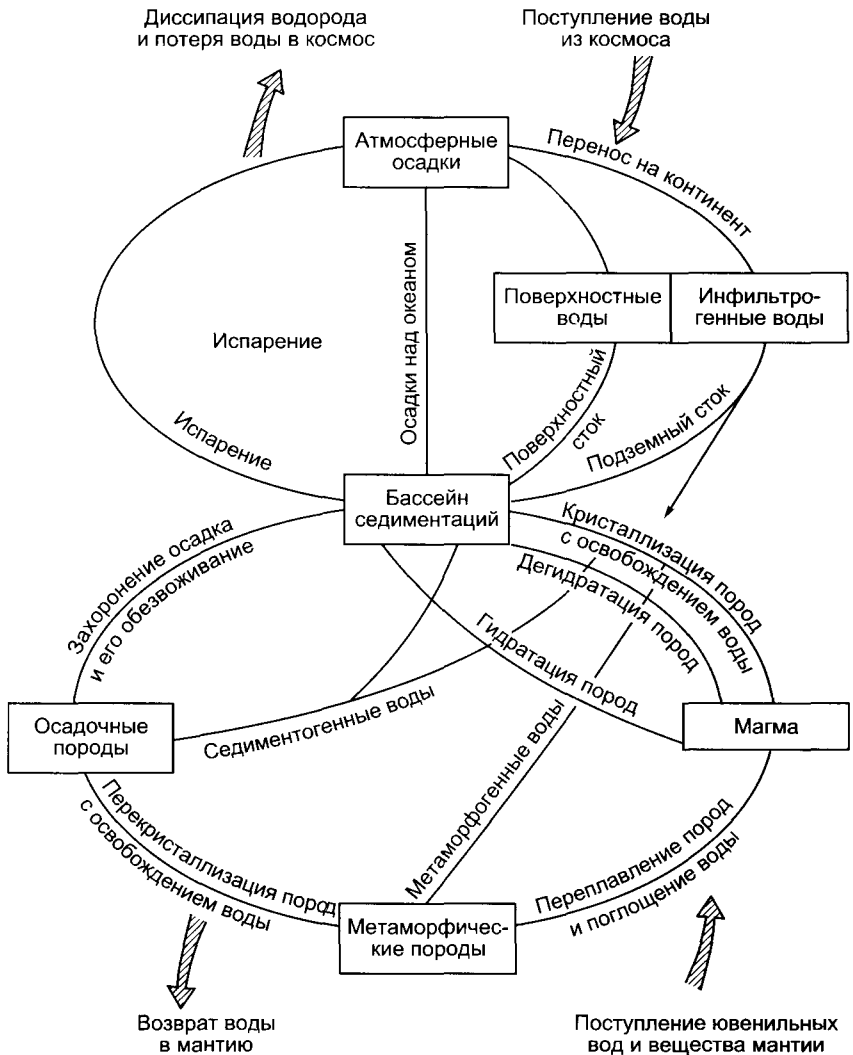 Диссипация водорода
и потеря воды в космос
Поступление воды
из космоса
Атмосферные
осадки
Перенос на континент
Поверхностные
воды
Инфильтро-
генные воды
Испарение
Осадки над океаном
Испарение
Поверхностный
сток
Подземный сток
Бассейн
седиментаций
Захоронение осадка
и его обезвоживание
Кристаллизация пород
с освобождением воды
Дегидратация пород
Гидратация пород
Осадочные
породы
Седиментогенные воды
Магма
Перекристаллизация пород
с освобождением воды
Метаморфогенные воды
Переплавление пород
и поглощение воды
Метаморфичес-
кие породы
Возврат воды
в мантию
Поступление ювенильных
вод и вещества мантии